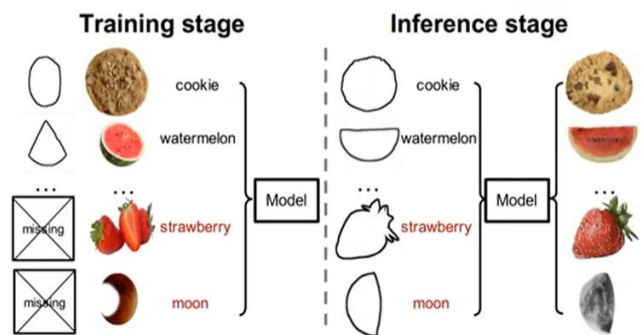 Training stage
Inference stage
cookie
cookie
watermelon
watermelon
...
...
...
...
missing
strawberry
strawberry
Model
Model
missing
moon
moon